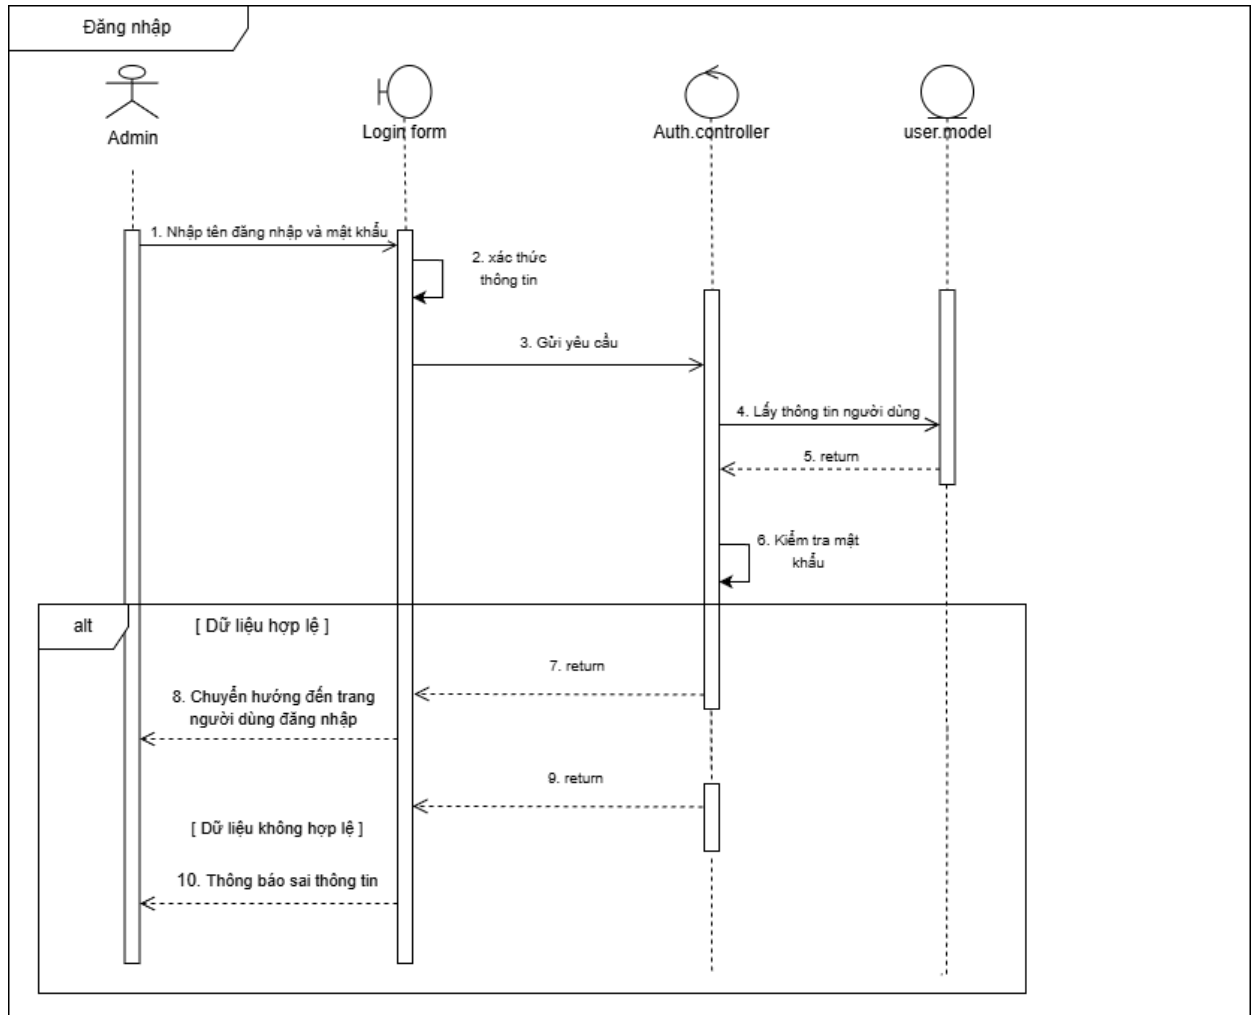 Đăng nhập
Admin
Login form
Auth.controller
user.model
1. Nhập tên đăng nhập và mật khẩu
2. xác thực
thông tin
3. Gửi yêu cầu
4. Lấy thông tin người dùng
5. return
6. Kiểm tra mật
khẩu
alt
[ Dữ liệu hợp lệ ]
7. return
8. Chuyển hướng đến trang
người dùng đăng nhập
9. return
[ Dữ liệu không hợp lệ ]
10. Thông báo sai thông tin